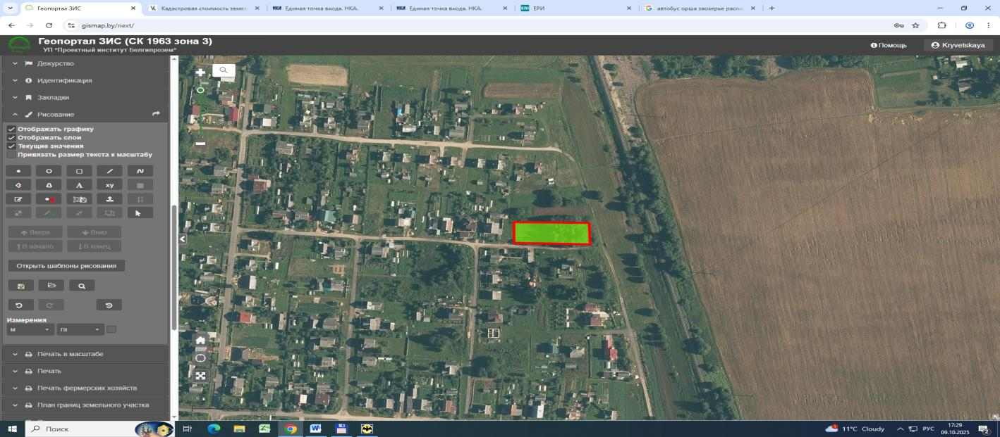 Геопортал ЗИС
Кадастровая стоимость земел
Единая точка входа. НКА.
Единая точка входа. НКА.
ЕРИ
автобус орша заозерье распи
gismap.by/next/
Геопортал ЗИС (СК 1963 зона 3)
УП "Проектный институт Белгипрозем"
Помощь
Kryvetskaya
Дежурство
Идентификация
Закладки
Рисование
Отображать графику
Отображать слои
Текущие значения
Привязать размер текста к масштабу
A
xy
Вверх
Вниз
В начало
В конец
Открыть шаблоны рисования
Измерения
м
га
Печать в масштабе
Печать
Печать фермерских хозяйств
План границ земельного участка
Поиск
11°C Cloudy
РУС
17:29
09.10.2025